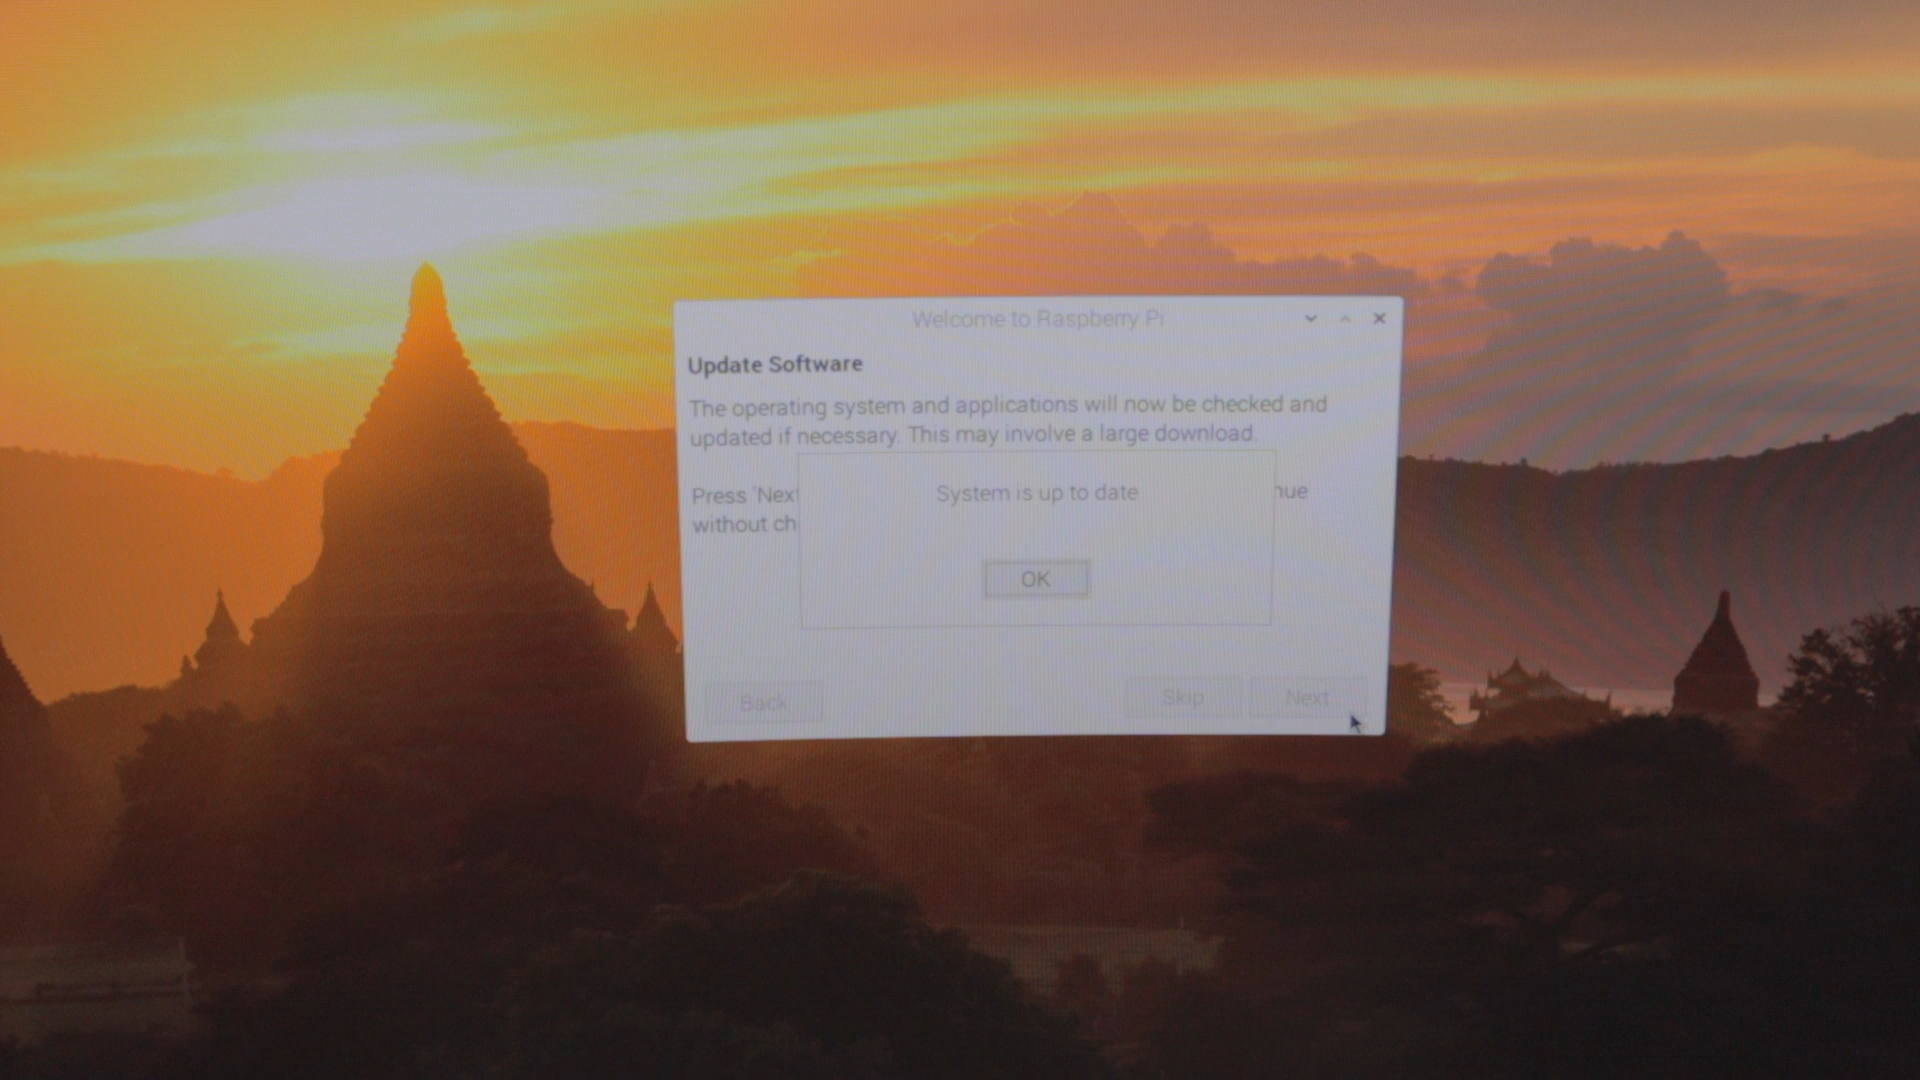 Welcome to Raspberry Pi
Update Software
The operating system and applications will now be checked and
updated if necessary. This may involve a large download.
Press 'Next
nue
without ch
System is up to date
OK
Back
Skip
Next